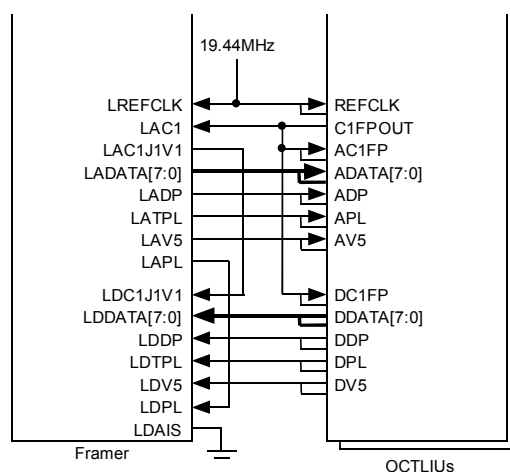 19.44MHz
LREFCLK REFCLK
LAC1 C1FPOUT
LAC1J1V1 AC1FP
LADATA[7:0] ADATA[7:0]
LADP ADP
LATPL APL
LAV5 AV5
LAPL
LDC1J1V1 DC1FP
LDDATA[7:0] DDATA[7:0]
LDDP DDP
LDTPL DPL
LDV5 DV5
LDPL
LDAIS
Framer
OCTLIUs